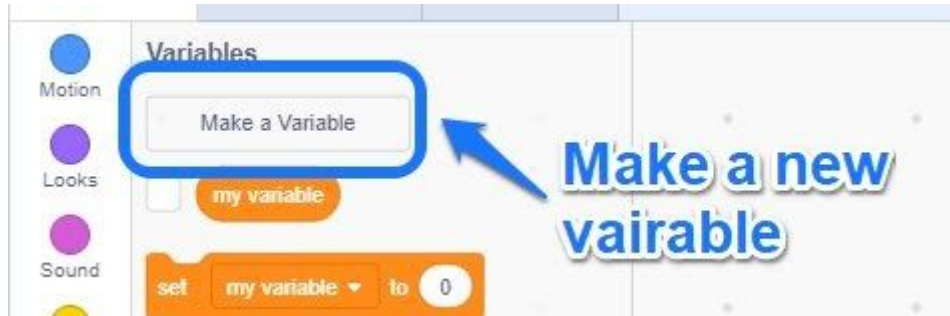 Variables
Motion
Make a Variable
Looks
my variable
Make a new
vairable
Sound
set my variable to 0